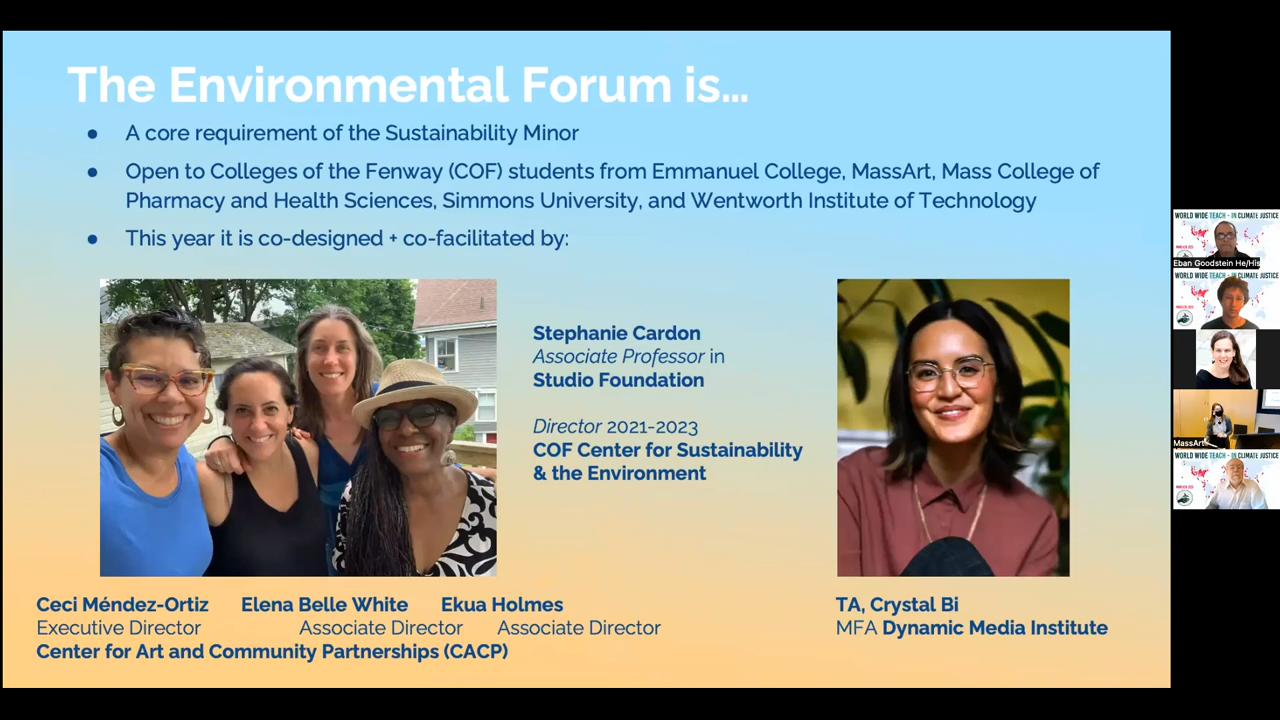 The Environmental Forum is...
● A core requirement of the Sustainability Minor
● Open to Colleges of the Fenway (COF) students from Emmanuel College, MassArt, Mass College of
Pharmacy and Health Sciences, Simmons University, and Wentworth Institute of Technology
● This year it is co-designed + co-facilitated by:
Stephanie Cardon
Associate Professor in
Studio Foundation
Director 2021-2023
COF Center for Sustainability
& the Environment
Ceci Méndez-Ortiz Elena Belle White Ekua Holmes
Executive Director Associate Director Associate Director
Center for Art and Community Partnerships (CACP)
TA, Crystal Bi
MFA Dynamic Media Institute
WORLD WIDE TEACH - IN CLIMATE JUSTICE
Eban Goodstein He/His
WORLD WIDE TEACH - IN CLIMATE JUSTICE
MassArt
WORLD WIDE TEACH - IN CLIMATE JUSTICE